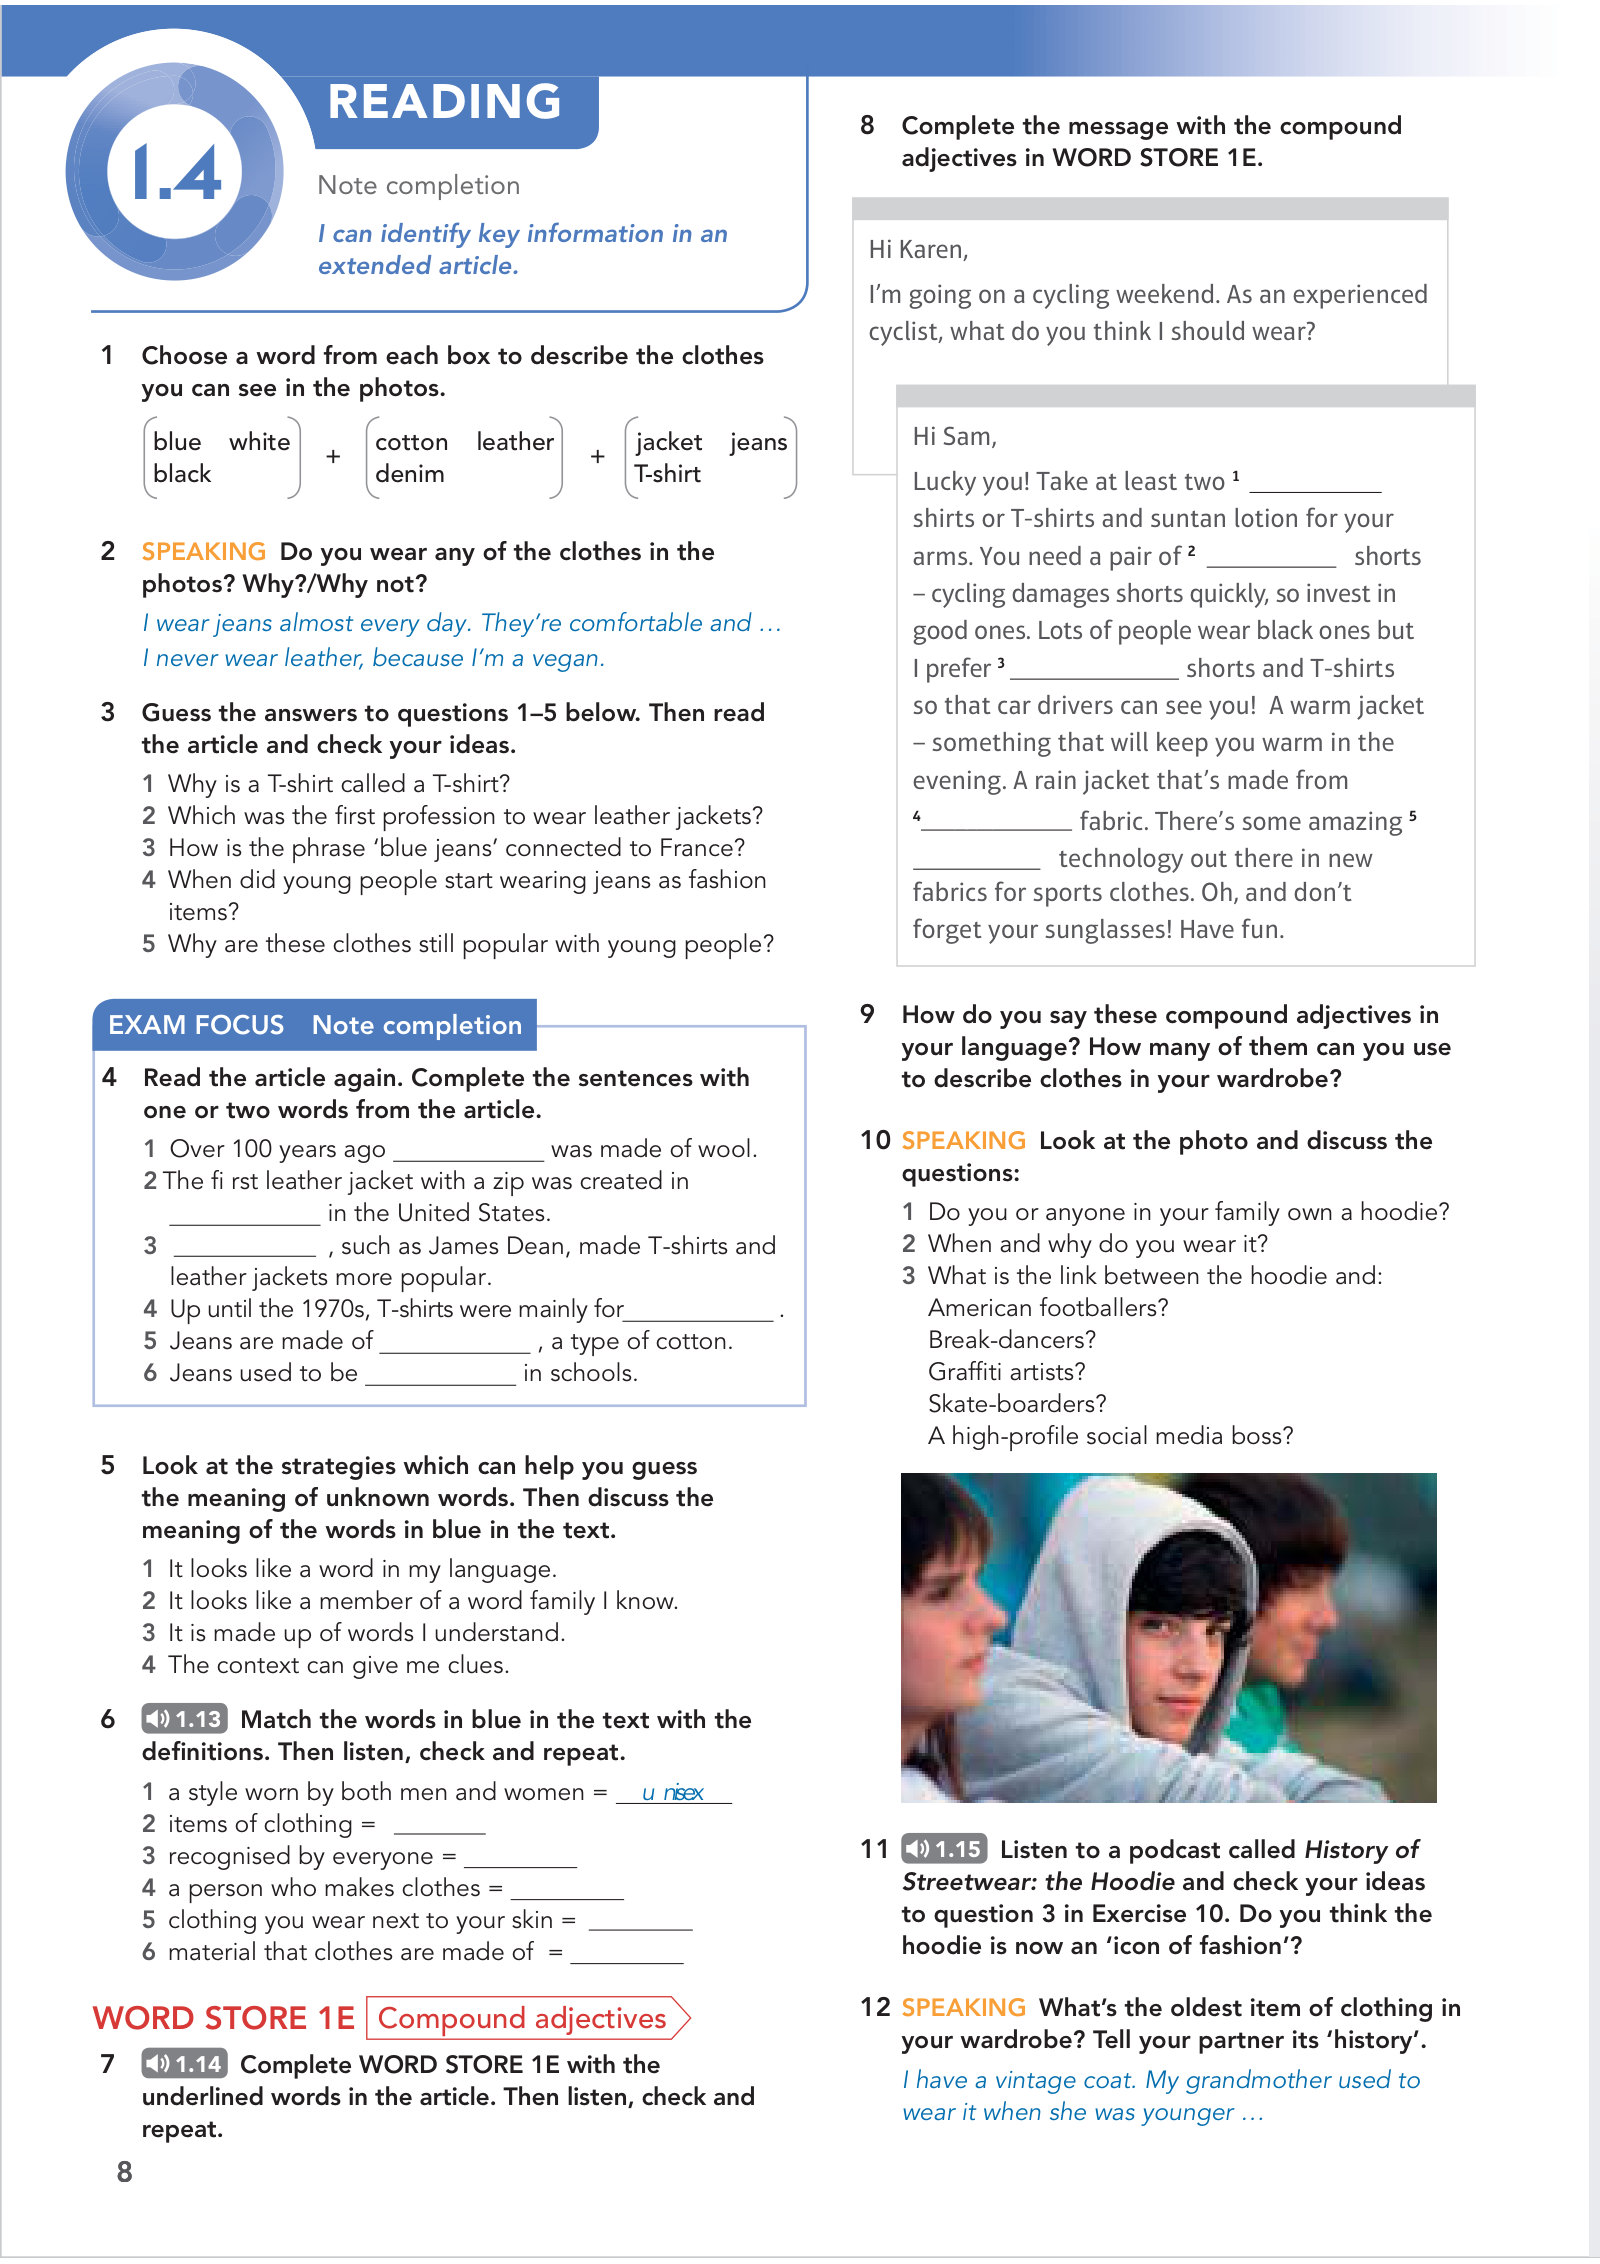 READING
1.4
Note completion
I can identify key information in an
extended article.
1 Choose a word from each box to describe the clothes
you can see in the photos.
blue white
black
+
cotton leather
denim
+
jacket jeans
T-shirt
2 SPEAKING Do you wear any of the clothes in the
photos? Why?/Why not?
I wear jeans almost every day. They’re comfortable and …
I never wear leather, because I’m a vegan.
3 Guess the answers to questions 1–5 below. Then read
the article and check your ideas.
1 Why is a T-shirt called a T-shirt?
2 Which was the first profession to wear leather jackets?
3 How is the phrase ‘blue jeans’ connected to France?
4 When did young people start wearing jeans as fashion
items?
5 Why are these clothes still popular with young people?
EXAM FOCUS Note completion
4 Read the article again. Complete the sentences with
one or two words from the article.
1 Over 100 years ago ____________ was made of wool.
2 The fi rst leather jacket with a zip was created in
____________ in the United States.
3 ____________ , such as James Dean, made T-shirts and
leather jackets more popular.
4 Up until the 1970s, T-shirts were mainly for____________ .
5 Jeans are made of ____________ , a type of cotton.
6 Jeans used to be ____________ in schools.
5 Look at the strategies which can help you guess
the meaning of unknown words. Then discuss the
meaning of the words in blue in the text.
1 It looks like a word in my language.
2 It looks like a member of a word family I know.
3 It is made up of words I understand.
4 The context can give me clues.
6 1.13 Match the words in blue in the text with the
definitions. Then listen, check and repeat.
1 a style worn by both men and women = u nisex
2 items of clothing = ________
3 recognised by everyone = _________
4 a person who makes clothes = _________
5 clothing you wear next to your skin = ________
6 material that clothes are made of = _________
WORD STORE 1E Compound adjectives
7 1.14 Complete WORD STORE 1E with the
underlined words in the article. Then listen, check and
repeat.
8
8 Complete the message with the compound
adjectives in WORD STORE 1E.
Hi Karen,
I’m going on a cycling weekend. As an experienced
cyclist, what do you think I should wear?
Hi Sam,
Lucky you! Take at least two 1 __________
shirts or T-shirts and suntan lotion for your
arms. You need a pair of 2 __________ shorts
– cycling damages shorts quickly, so invest in
good ones. Lots of people wear black ones but
I prefer 3 _____________ shorts and T-shirts
so that car drivers can see you! A warm jacket
– something that will keep you warm in the
evening. A rain jacket that’s made from
4 ____________ fabric. There’s some amazing 5
__________ technology out there in new
fabrics for sports clothes. Oh, and don’t
forget your sunglasses! Have fun.
9 How do you say these compound adjectives in
your language? How many of them can you use
to describe clothes in your wardrobe?
10 SPEAKING Look at the photo and discuss the
questions:
1 Do you or anyone in your family own a hoodie?
2 When and why do you wear it?
3 What is the link between the hoodie and:
American footballers?
Break-dancers?
Graffiti artists?
Skate-boarders?
A high-profile social media boss?
11 1.15 Listen to a podcast called History of
Streetwear: the Hoodie and check your ideas
to question 3 in Exercise 10. Do you think the
hoodie is now an ‘icon of fashion’?
12 SPEAKING What’s the oldest item of clothing in
your wardrobe? Tell your partner its ‘history’.
I have a vintage coat. My grandmother used to
wear it when she was younger …